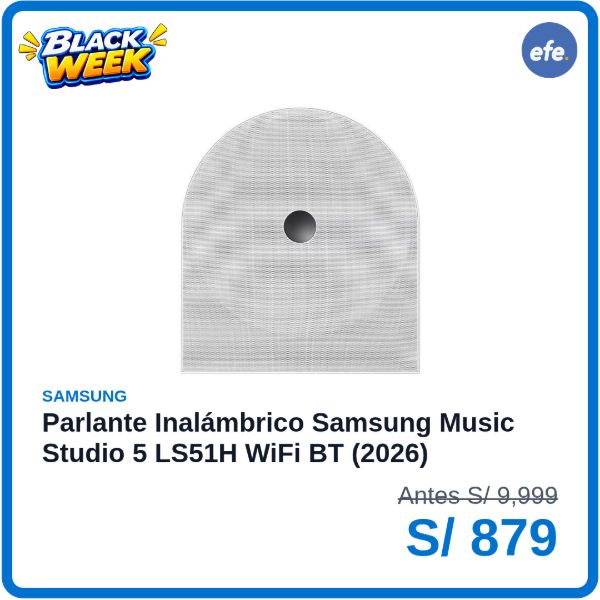 BLACK
WEEK
efe.
SAMSUNG
Parlante Inalámbrico Samsung Music
Studio 5 LS51H WiFi BT (2026)
Antes S/ 9,999
S/ 879